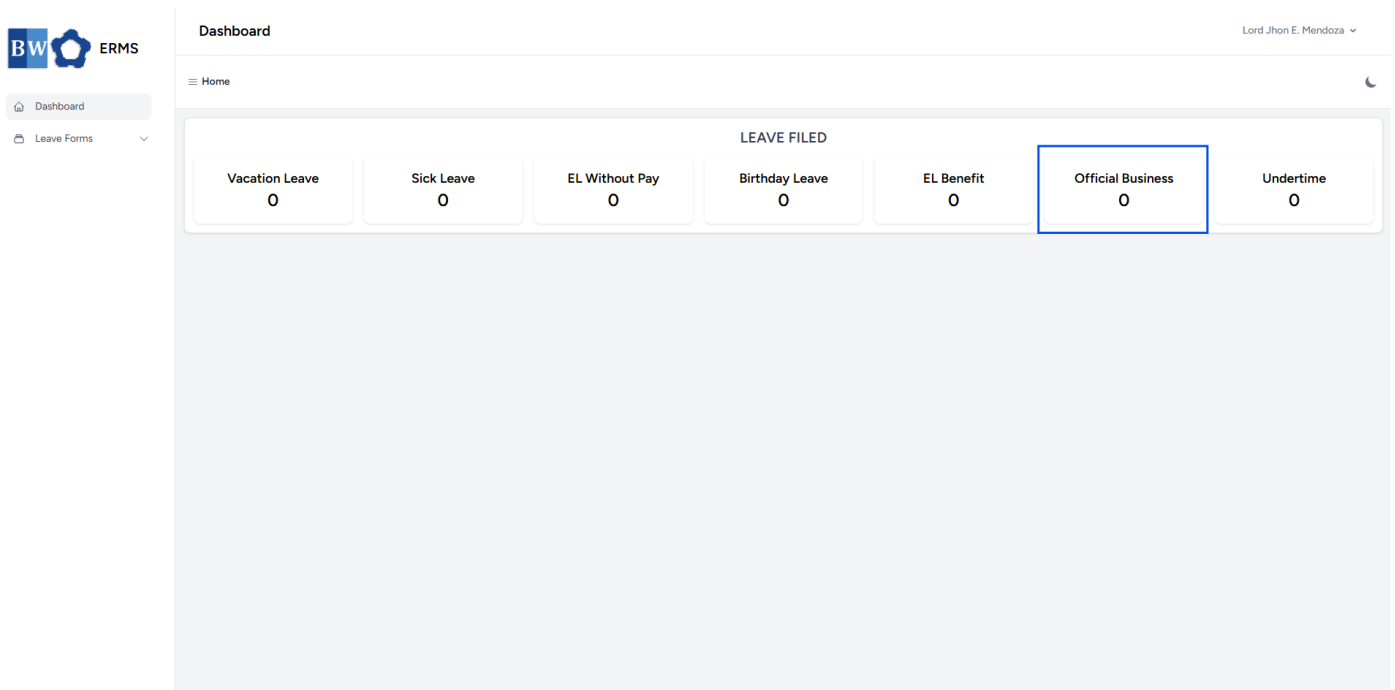 BW ERMS
Dashboard
Lord Jhon E. Mendoza
Home
Dashboard
Leave Forms
LEAVE FILED
Vacation Leave
0
Sick Leave
0
EL Without Pay
0
Birthday Leave
0
EL Benefit
0
Official Business
0
Undertime
0